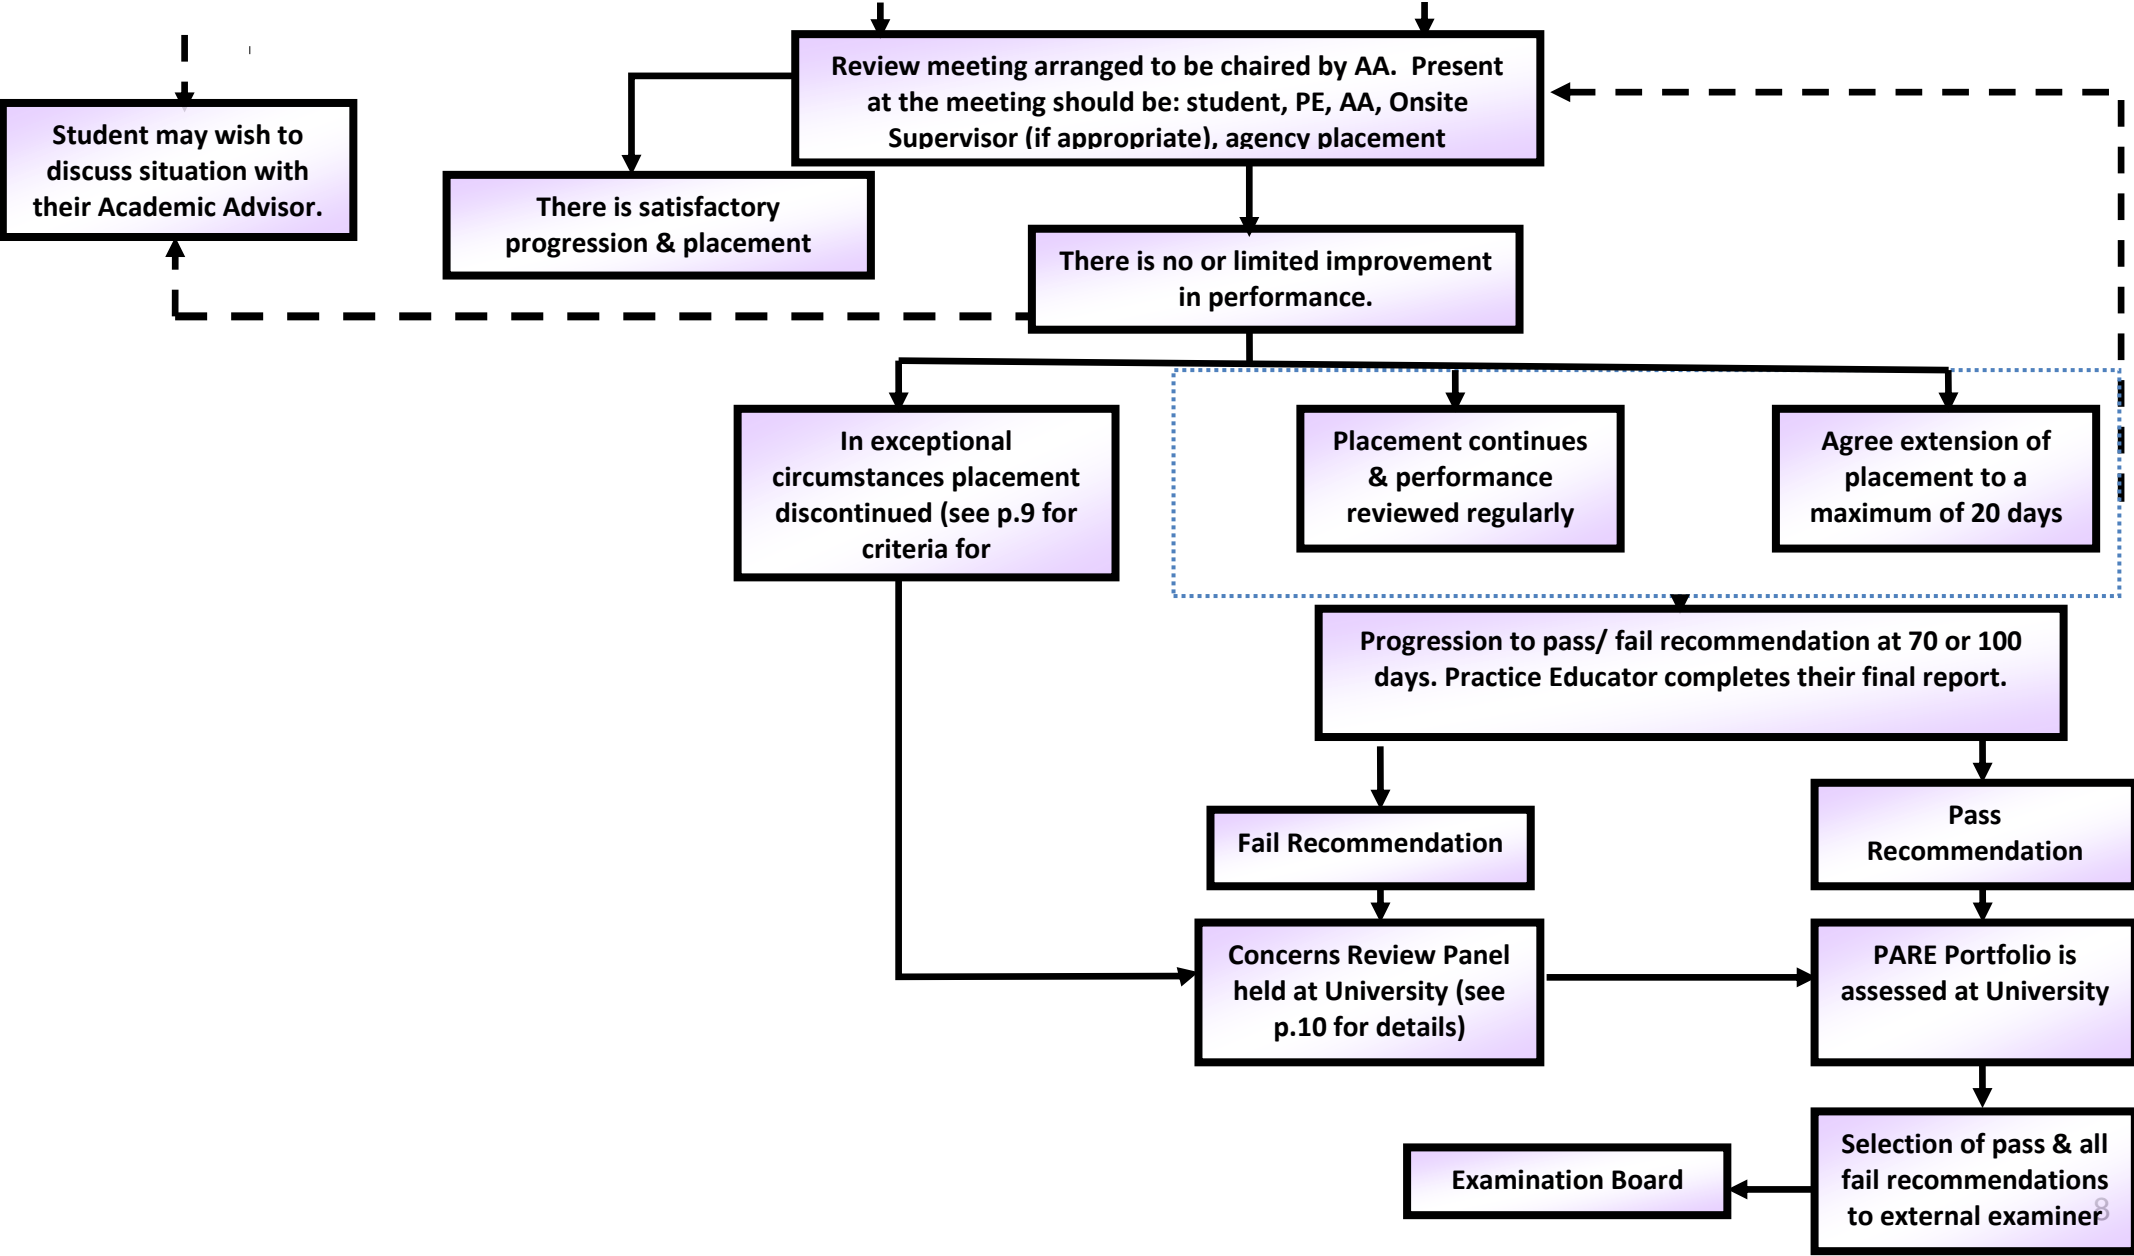 Review meeting arranged to be chaired by AA.  Present
at the meeting should be: student, PE, AA, Onsite
Supervisor (if appropriate), agency placement
Student may wish to
discuss situation with
their Academic Advisor.
There is satisfactory
progression & placement
There is no or limited improvement
in performance.
In exceptional
circumstances placement
discontinued (see p.9 for
criteria for
Placement continues
& performance
reviewed regularly
Agree extension of
placement to a
maximum of 20 days
Progression to pass/ fail recommendation at 70 or 100
days. Practice Educator completes their final report.
Fail Recommendation
Pass
Recommendation
Concerns Review Panel
held at University (see
p.10 for details)
PARE Portfolio is
assessed at University
Examination Board
Selection of pass & all
fail recommendations
to external examiner
8